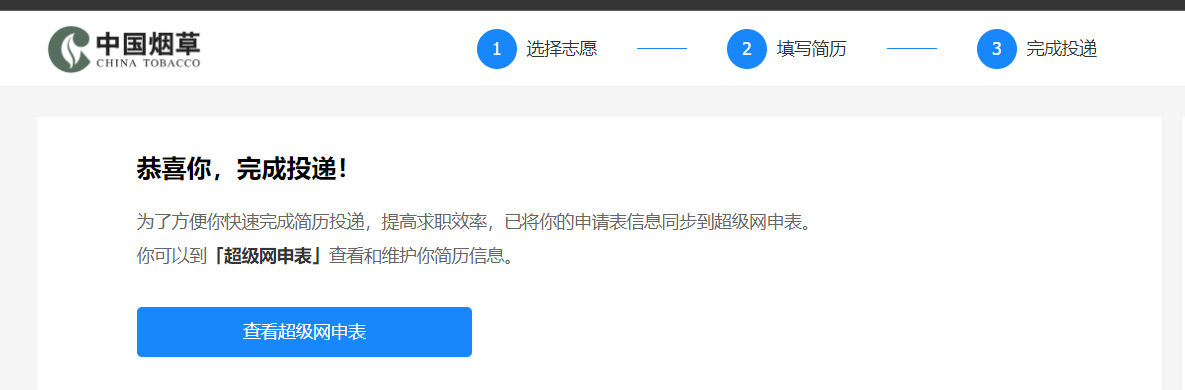 中国烟草
CHINA TOBACCO
1 选择志愿
2 填写简历
3 完成投递
恭喜你，完成投递！
为了方便你快速完成简历投递，提高求职效率，已将你的申请表信息同步到超级网申表。
你可以到「超级网申表」查看和维护你简历信息。
查看超级网申表